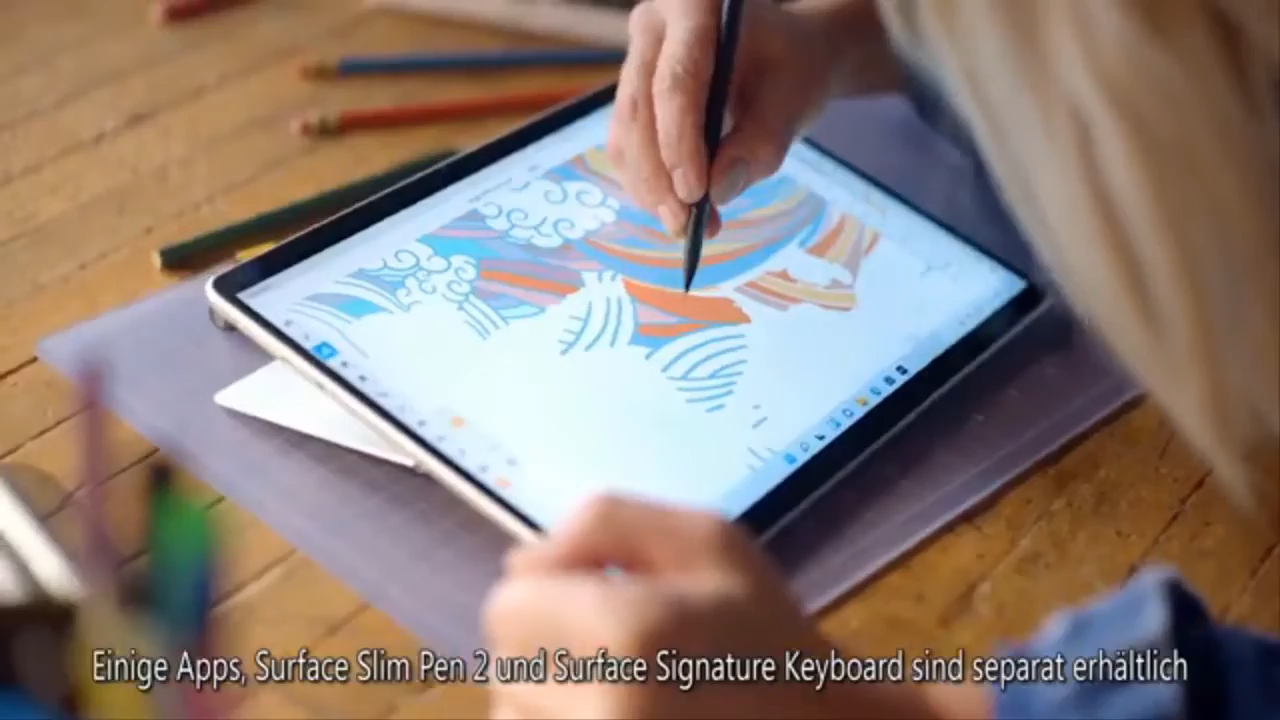 Einige Apps, Surface Slim Pen 2 und Surface Signature Keyboard sind separat erhältlich